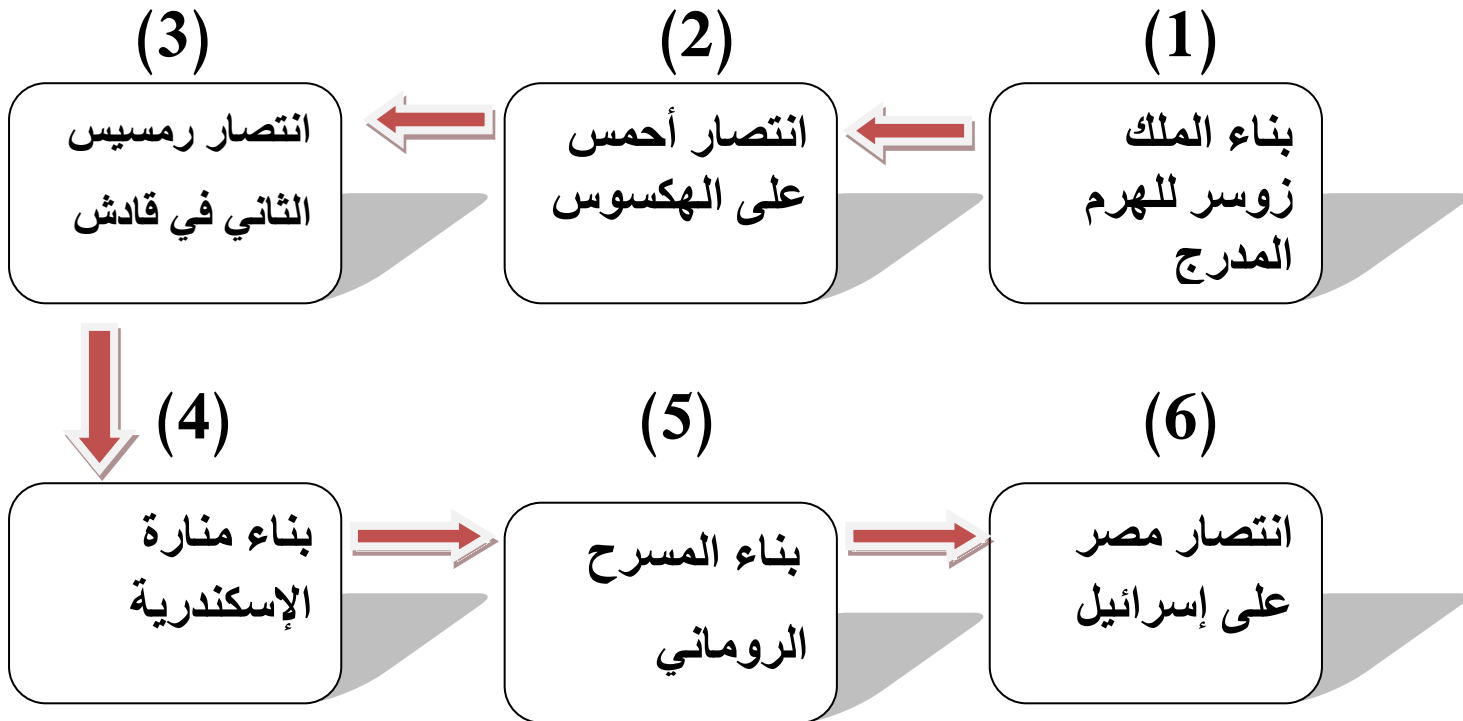 (1)
بناء الملك
زوسر للهرم
المدرج
(2)
انتصار أحمس
على الهكسوس
(3)
انتصار رمسيس
الثاني في قادش
(4)
بناء منارة
الإسكندرية
(5)
بناء المسرح
الروماني
(6)
انتصار مصر
على إسرائيل